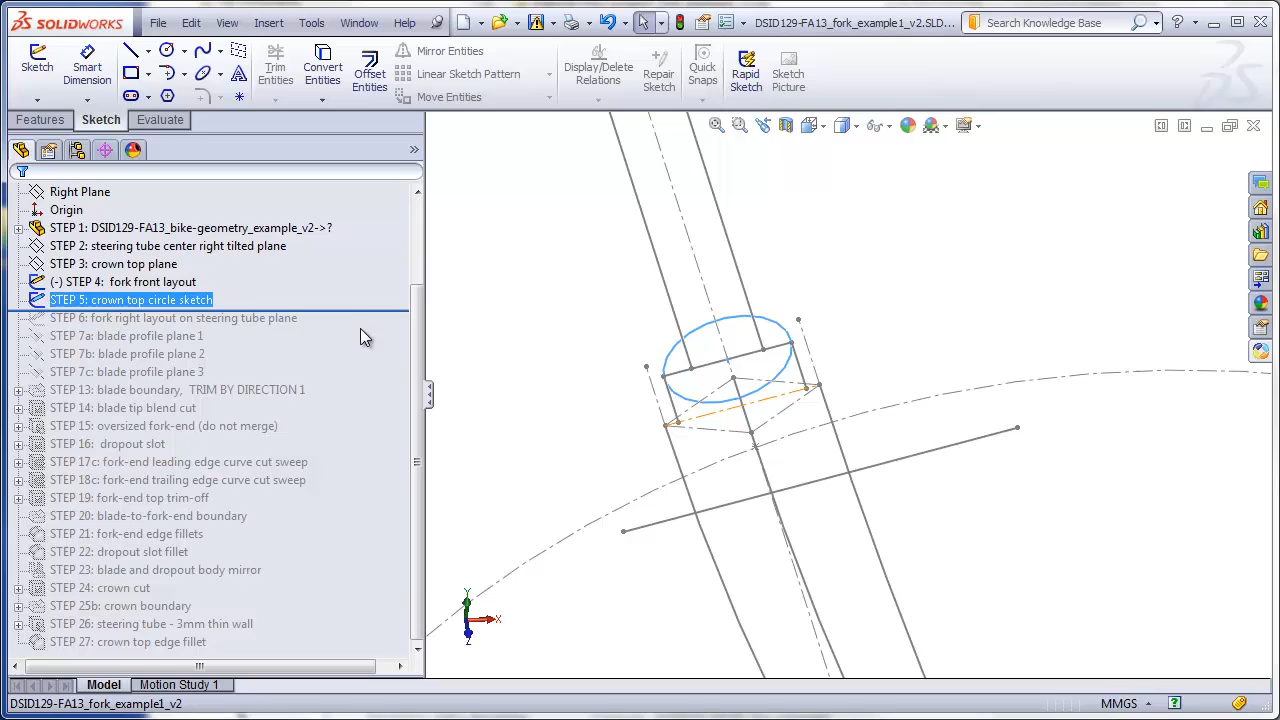 SOLIDWORKS File Edit View Insert Tools Window Help DSID129-FA13_fork_example1_v2.SLD... Search Knowledge Base
Sketch Smart Dimension Trim Entities Convert Entities Offset Entities Mirror Entities Linear Sketch Pattern Move Entities Display/Delete Relations Repair Sketch Quick Snaps Rapid Sketch Sketch Picture
Features Sketch Evaluate
Right Plane
Origin
STEP 1: DSID129-FA13_bike-geometry_example_v2->?
STEP 2: steering tube center right tilted plane
STEP 3: crown top plane
(-) STEP 4: fork front layout
STEP 5: crown top circle sketch
STEP 6: fork right layout on steering tube plane
STEP 7a: blade profile plane 1
STEP 7b: blade profile plane 2
STEP 7c: blade profile plane 3
STEP 13: blade boundary, TRIM BY DIRECTION 1
STEP 14: blade tip blend cut
STEP 15: oversized fork-end (do not merge)
STEP 16: dropout slot
STEP 17c: fork-end leading edge curve cut sweep
STEP 18c: fork-end trailing edge curve cut sweep
STEP 19: fork-end top trim-off
STEP 20: blade-to-fork-end boundary
STEP 21: fork-end edge fillets
STEP 22: dropout slot fillet
STEP 23: blade and dropout body mirror
STEP 24: crown cut
STEP 25b: crown boundary
STEP 26: steering tube - 3mm thin wall
STEP 27: crown top edge fillet
Y
X
Z
Model Motion Study 1
DSID129-FA13_fork_example1_v2 MMGS